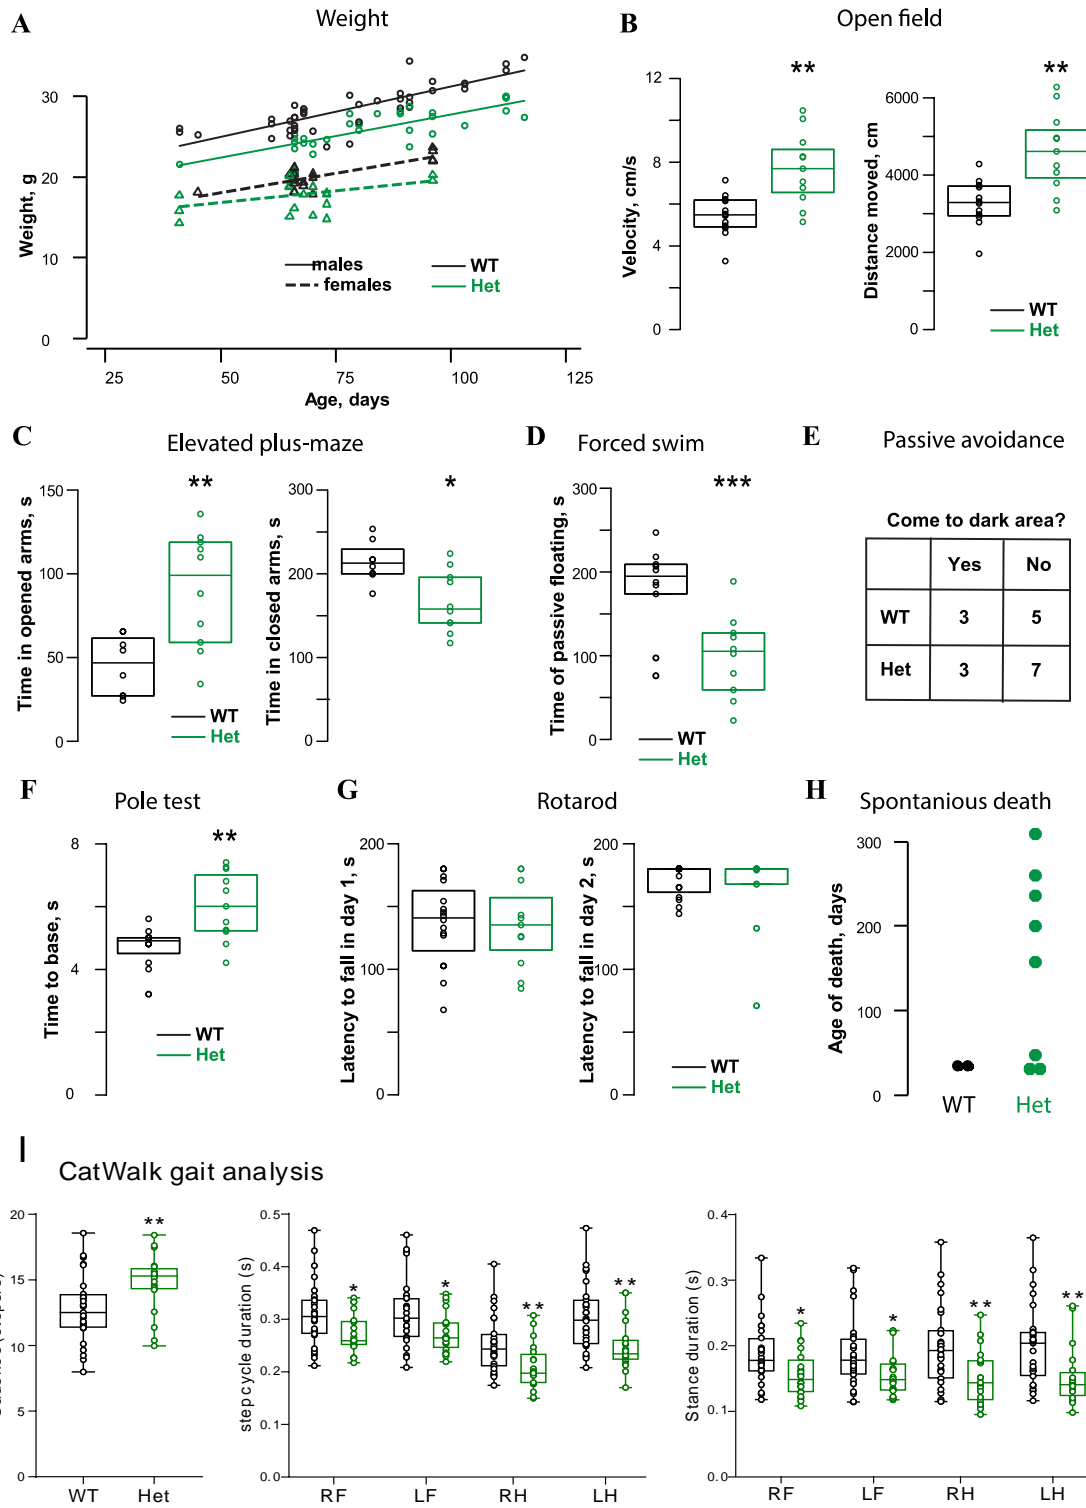 A
Weight
30
20
10
0
Weight, g
males
females
WT
Het
25
50
75
100
125
Age, days
B
Open field
**
12
8
4
0
Velocity, cm/s
**
6000
4000
2000
0
Distance moved, cm
WT
Het
C
Elevated plus-maze
**
150
100
50
0
Time in opened arms, s
WT
Het
*
300
200
100
0
Time in closed arms, s
D
Forced swim
***
300
200
100
0
Time of passive floating, s
WT
Het
E
Passive avoidance
Come to dark area?
Yes No
WT 3 5
Het 3 7
F
Pole test
**
8
4
0
Time to base, s
WT
Het
G
Rotarod
200
100
0
Latency to fall in day 1, s
200
100
0
Latency to fall in day 2, s
WT
Het
H
Spontanious death
300
200
100
0
Age of death, days
WT Het
I
CatWalk gait analysis
20
15
10
5
0
**
WT Het
0.5
0.4
0.3
0.2
0.1
0.0
step cycle duration (s)
* * ** **
RF LF RH LH
0.4
0.3
0.2
0.1
0.0
Stance duration (s)
* * ** **
RF LF RH LH